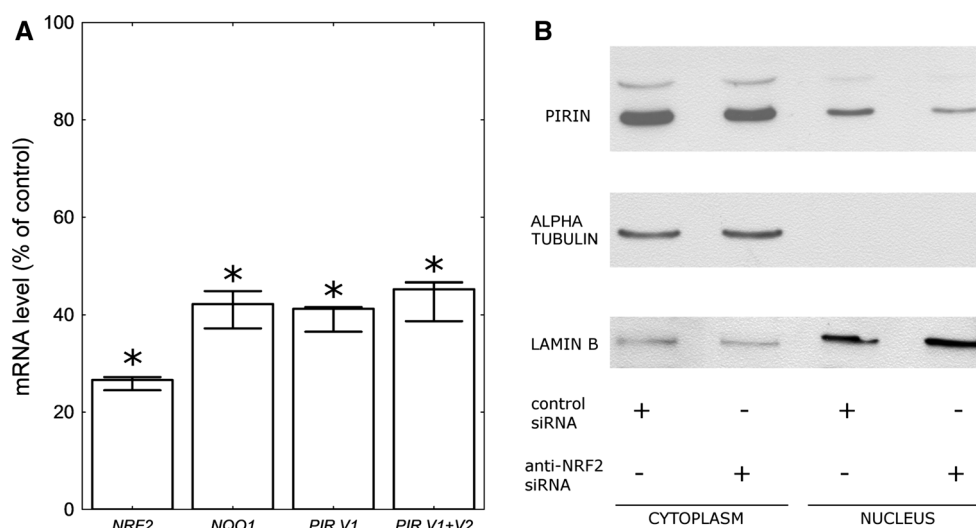 A
mRNA level (% of control)
100
80
60
40
20
0
*
*
*
*
NRF2
NQO1
PIR V1
PIR V1+V2
B
PIRIN
ALPHA
TUBULIN
LAMIN B
control
siRNA
+ - + -
anti-NRF2
siRNA
- + - +
CYTOPLASM NUCLEUS